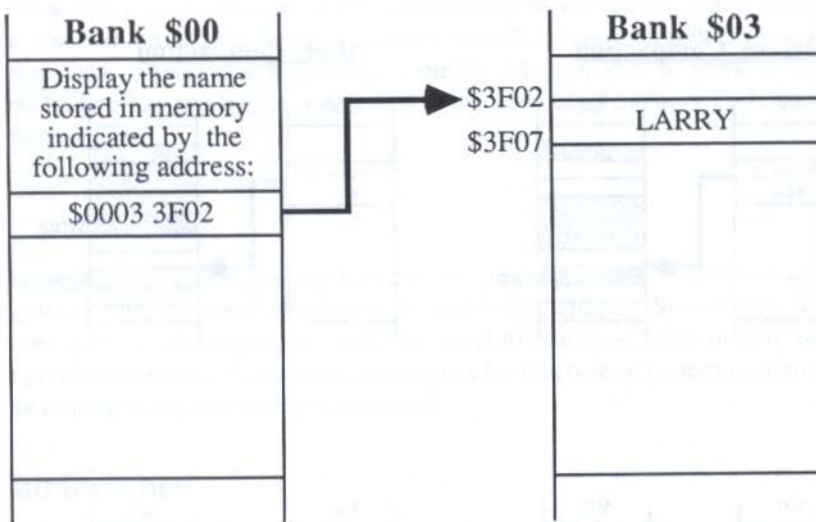 Bank $00
Display the name
stored in memory
indicated by the
following address:
$0003 3F02
Bank $03
$3F02
LARRY
$3F07